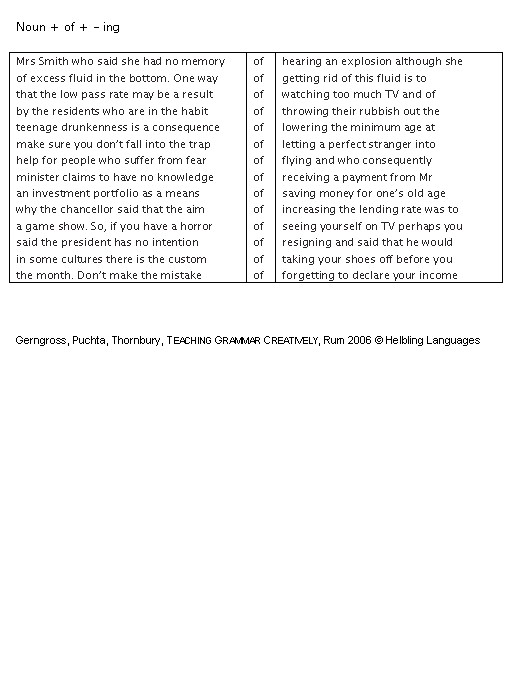 Noun + of + – ing
Mrs Smith who said she had no memory of hearing an explosion although she
of excess fluid in the bottom. One way of getting rid of this fluid is to
that the low pass rate may be a result of watching too much TV and of
by the residents who are in the habit of throwing their rubbish out the
teenage drunkenness is a consequence of lowering the minimum age at
make sure you don't fall into the trap of letting a perfect stranger into
help for people who suffer from fear of flying and who consequently
minister claims to have no knowledge of receiving a payment from Mr
an investment portfolio as a means of saving money for one's old age
why the chancellor said that the aim of increasing the lending rate was to
a game show. So, if you have a horror of seeing yourself on TV perhaps you
said the president has no intention of resigning and said that he would
in some cultures there is the custom of taking your shoes off before you
the month. Don't make the mistake of forgetting to declare your income
Gerngross, Puchta, Thornbury, TEACHING GRAMMAR CREATIVELY, Rum 2006 © Helbling Languages